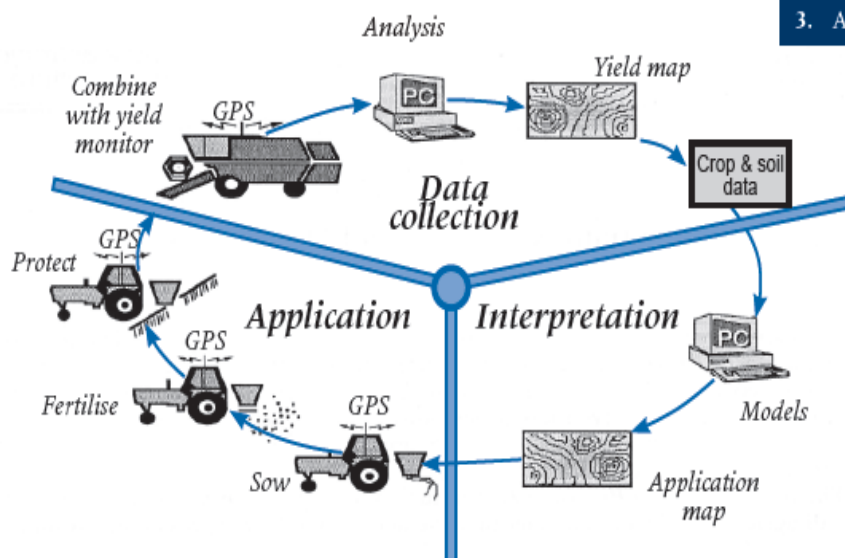 3. A
Analysis
Combine
with yield
monitor
GPS
PC
Yield map
Crop & soil
data
Data
collection
GPS
Protect
Application
Interpretation
PC
GPS
Fertilise
Models
GPS
Sow
Application
map